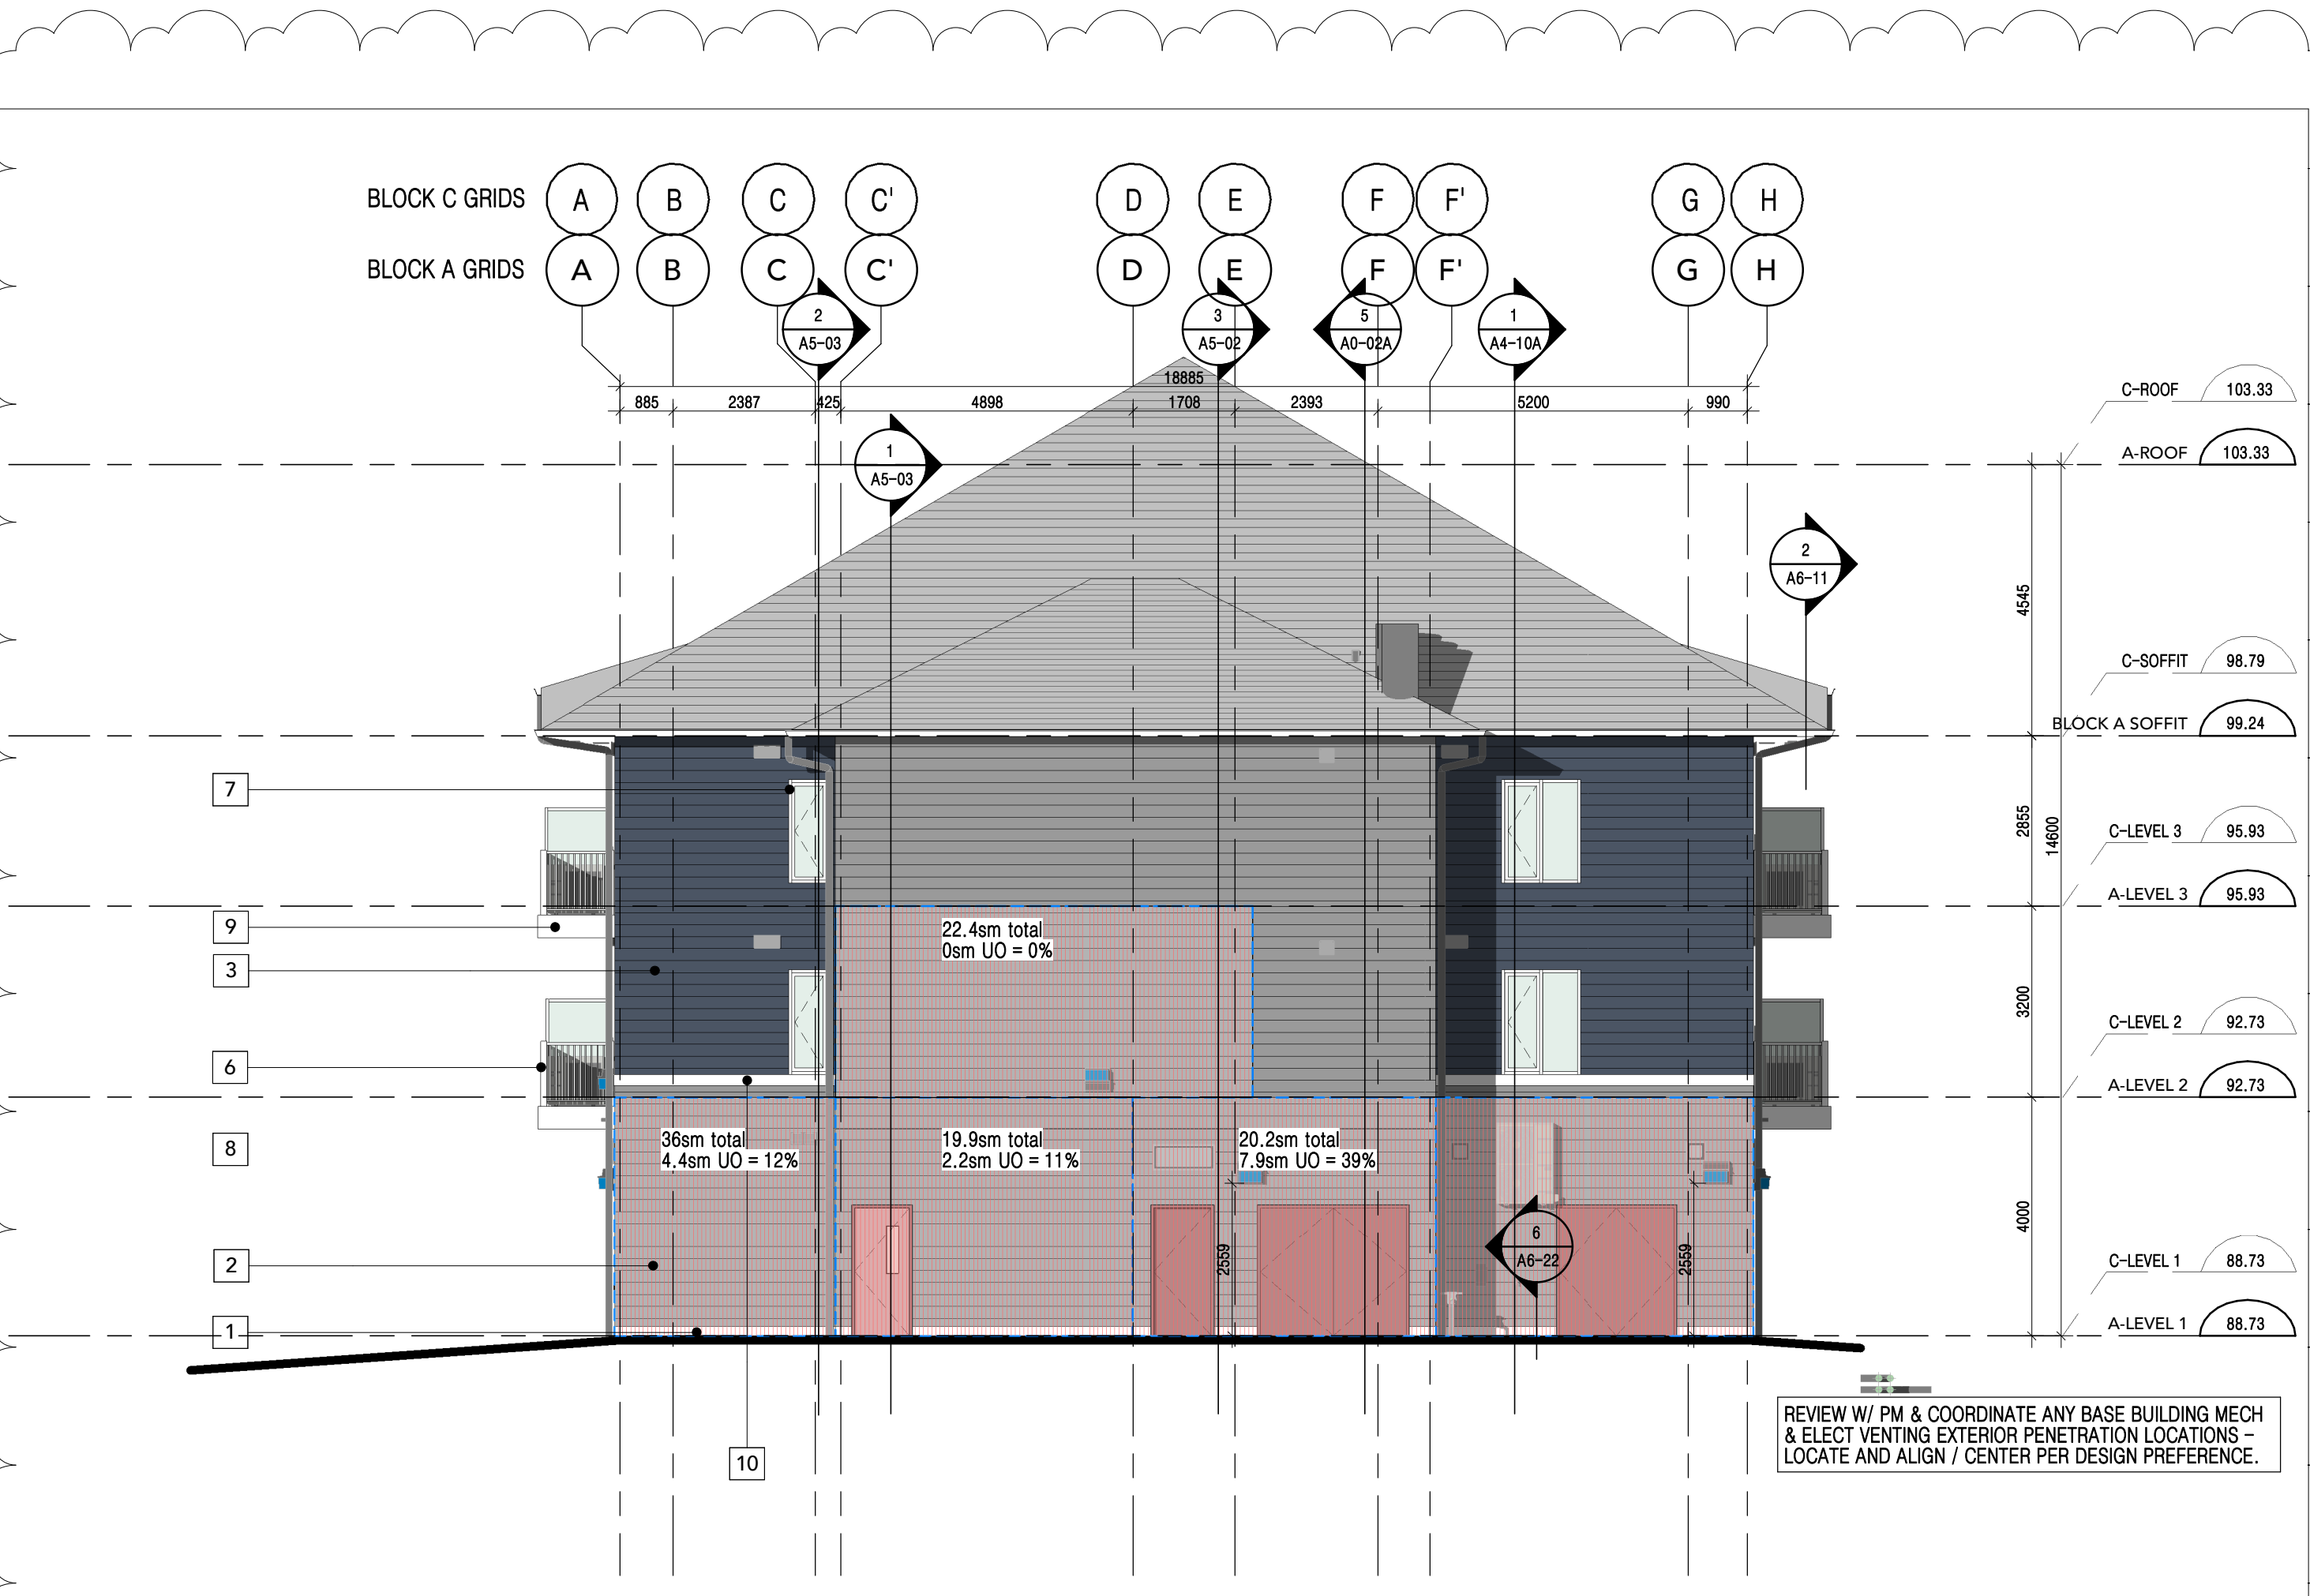 BLOCK C GRIDS A B C C' D E F F' G H
BLOCK A GRIDS A B C C' D E F F' G H
2
A5-03
3
A5-02
5
A0-02A
1
A4-10A
18885
885 2387 425 4898 1708 2393 5200 990
C-ROOF 103.33
A-ROOF 103.33
1
A5-03
2
A6-11
4545
C-SOFFIT 98.79
BLOCK A SOFFIT 99.24
7
2855
14600
C-LEVEL 3 95.93
A-LEVEL 3 95.93
9
22.4sm total
0sm UO = 0%
3
3200
C-LEVEL 2 92.73
6
A-LEVEL 2 92.73
8
36sm total
4.4sm UO = 12%
19.9sm total
2.2sm UO = 11%
20.2sm total
7.9sm UO = 39%
4000
2
2559
6
A6-22
2559
C-LEVEL 1 88.73
1
A-LEVEL 1 88.73
REVIEW W/ PM & COORDINATE ANY BASE BUILDING MECH
& ELECT VENTING EXTERIOR PENETRATION LOCATIONS -
LOCATE AND ALIGN / CENTER PER DESIGN PREFERENCE.
10